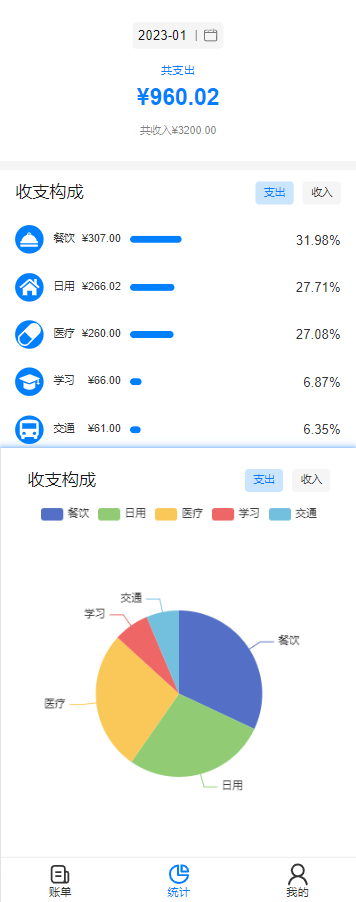 2023-01
共支出
¥960.02
共收入¥3200.00
收支构成 支出 收入
餐饮 ¥307.00 31.98%
日用 ¥266.02 27.71%
医疗 ¥260.00 27.08%
学习 ¥66.00 6.87%
交通 ¥61.00 6.35%
收支构成 支出 收入
餐饮 日用 医疗 学习 交通
交通
学习
餐饮
医疗
日用
账单 统计 我的